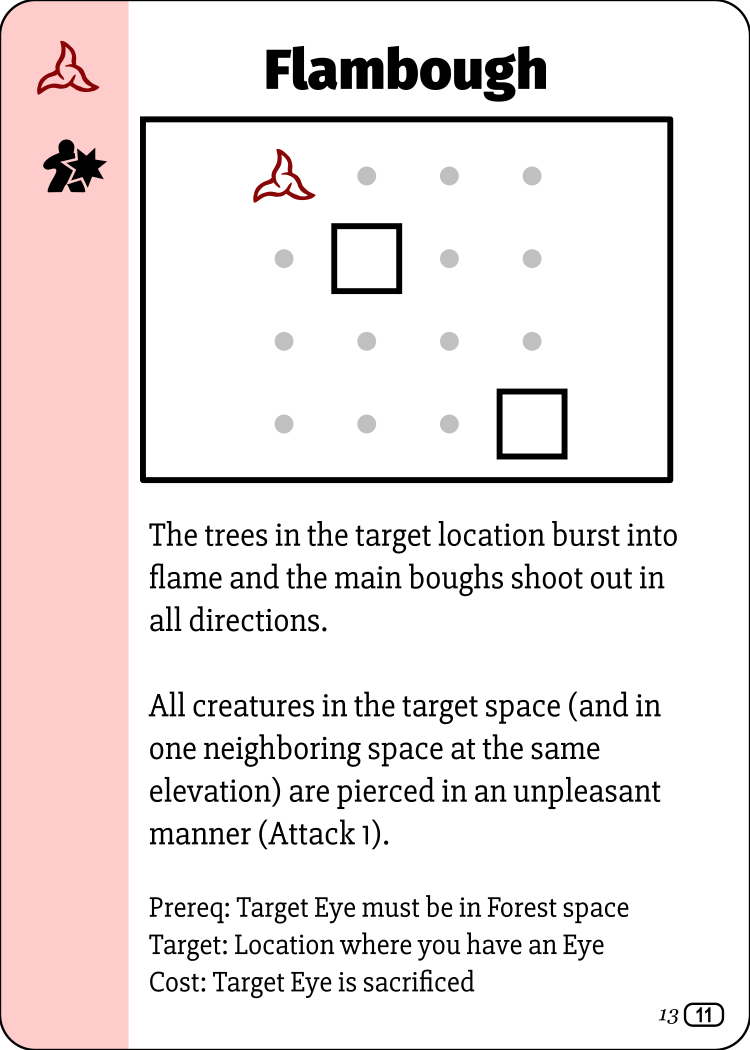 Flambough
The trees in the target location burst into
flame and the main boughs shoot out in
all directions.
All creatures in the target space (and in
one neighboring space at the same
elevation) are pierced in an unpleasant
manner (Attack 1).
Prereq: Target Eye must be in Forest space
Target: Location where you have an Eye
Cost: Target Eye is sacrificed
13 11